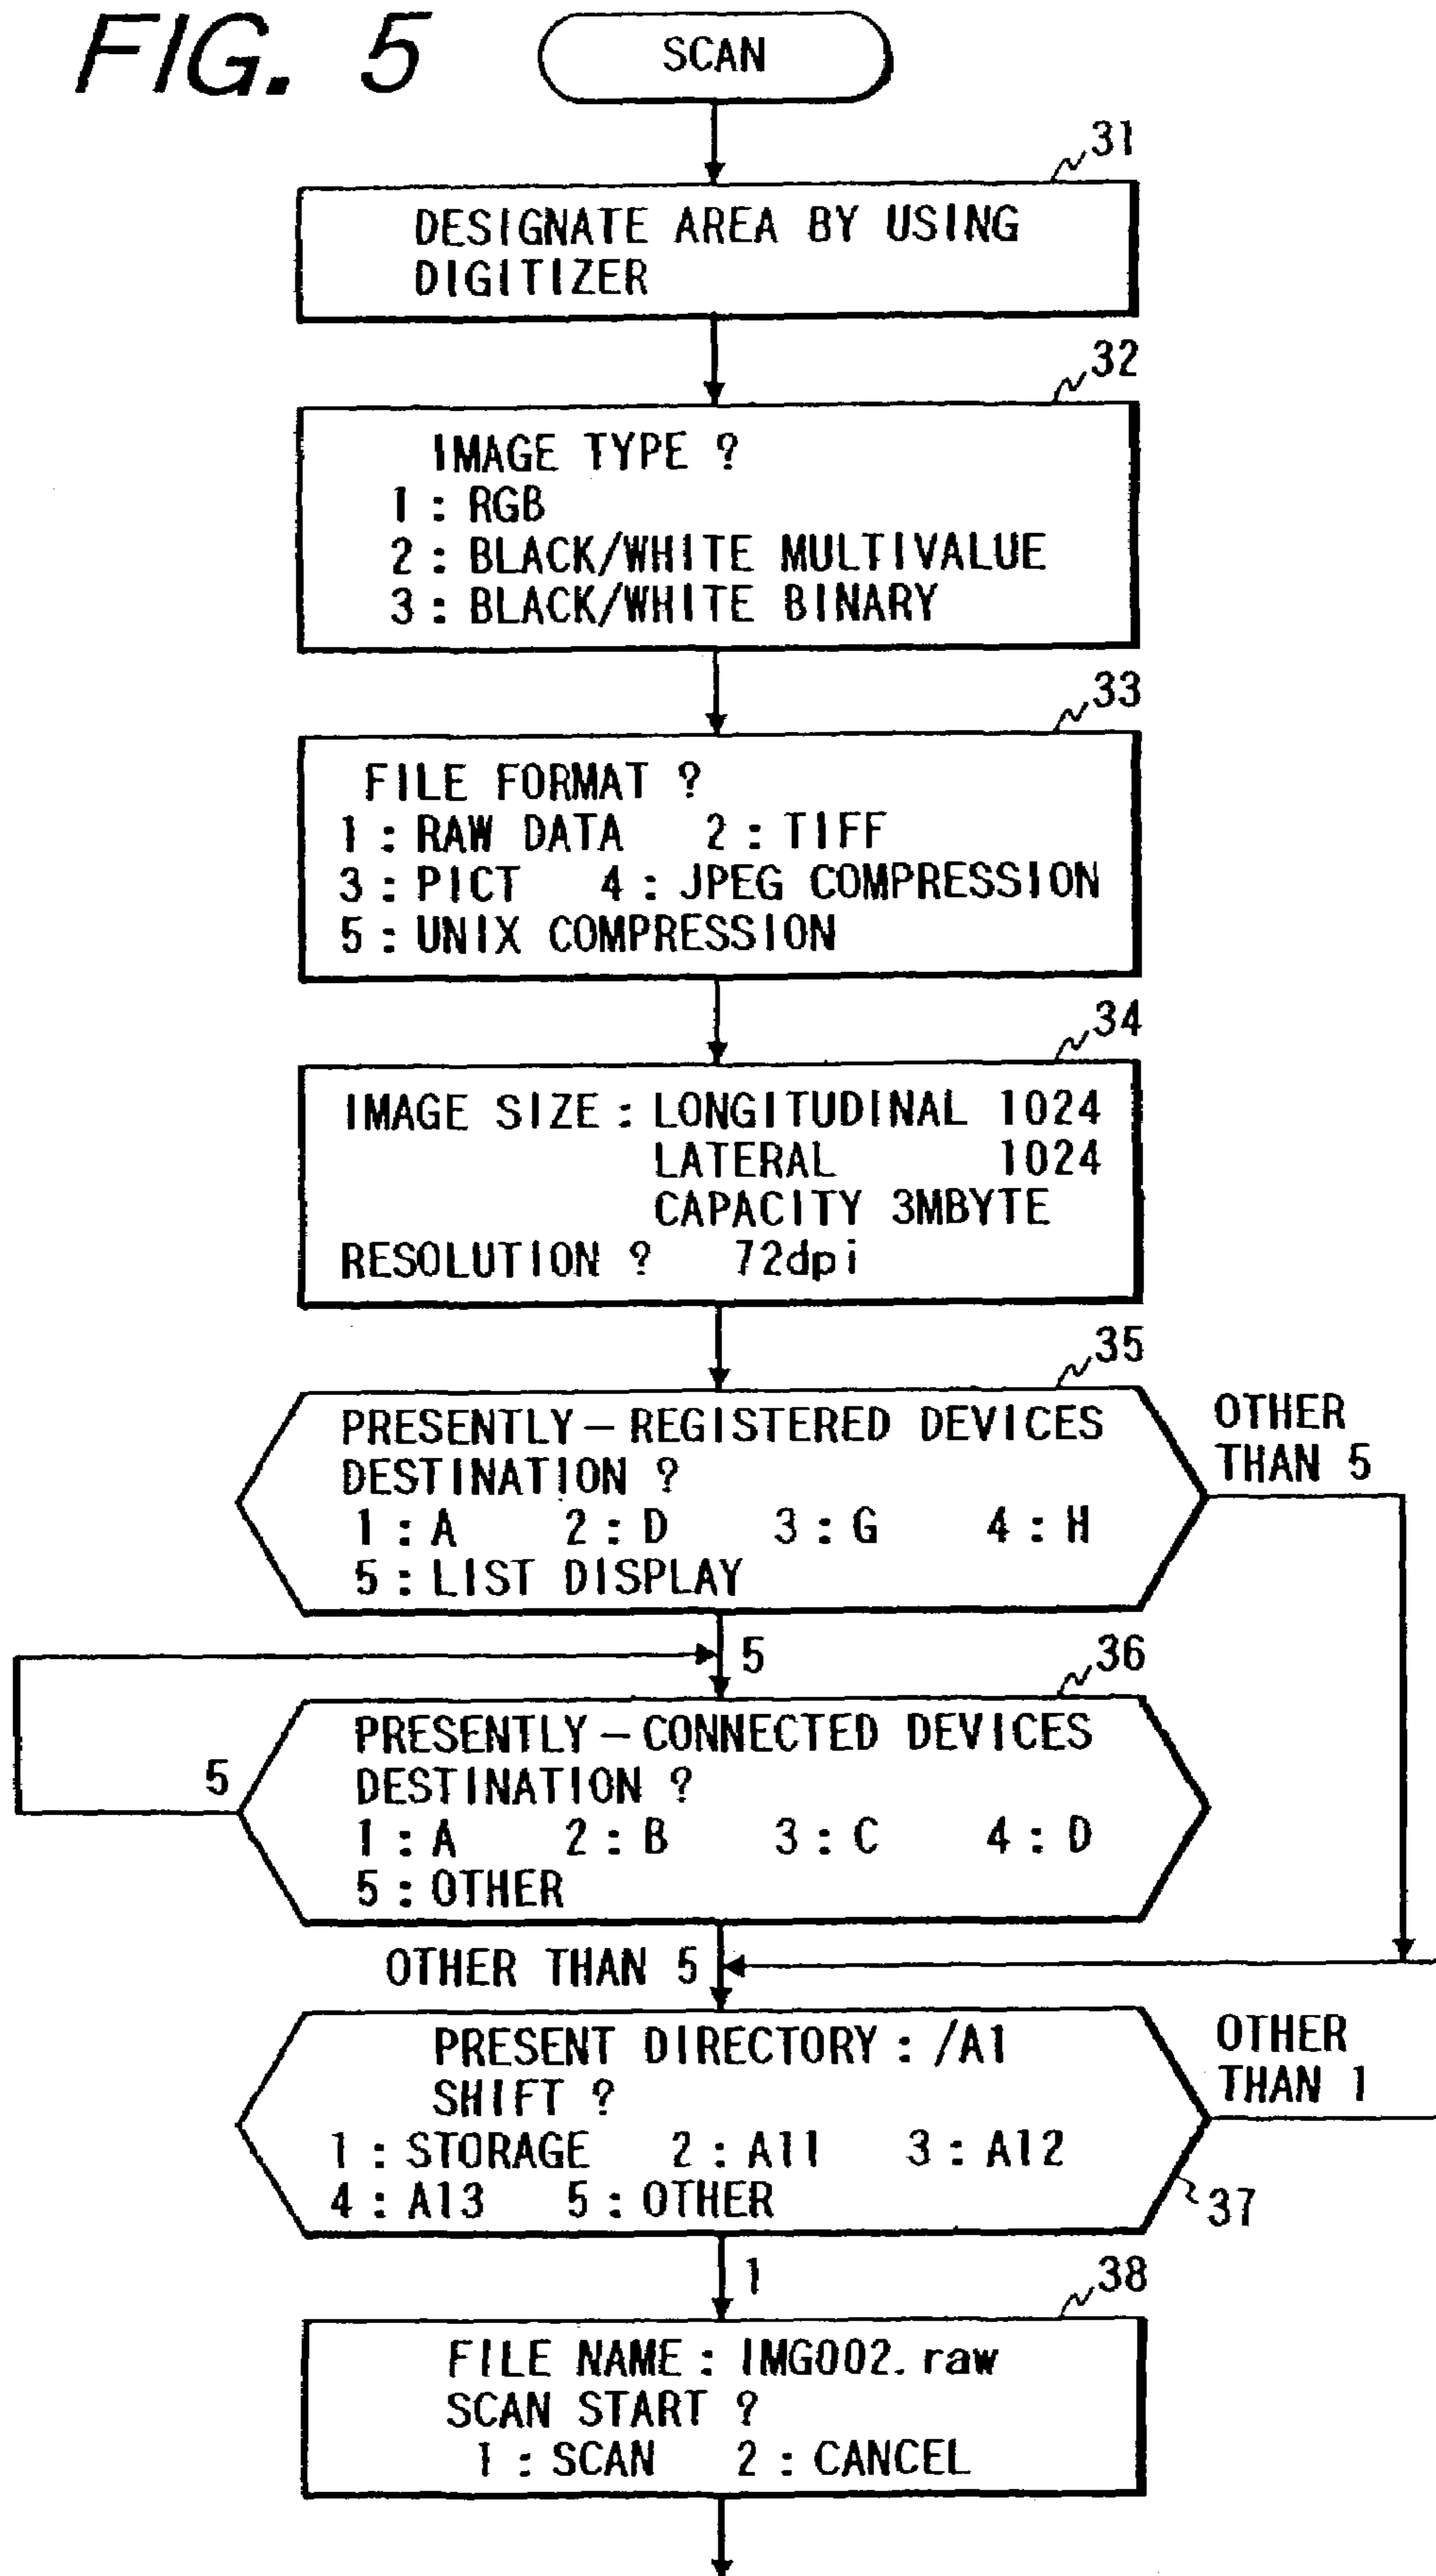 FIG. 5
SCAN
31
DESIGNATE AREA BY USING
DIGITIZER
32
IMAGE TYPE ?
1 : RGB
2 : BLACK/WHITE MULTIVALUE
3 : BLACK/WHITE BINARY
33
FILE FORMAT ?
1 : RAW DATA 2 : TIFF
3 : PICT 4 : JPEG COMPRESSION
5 : UNIX COMPRESSION
34
IMAGE SIZE : LONGITUDINAL 1024
LATERAL 1024
CAPACITY 3MBYTE
RESOLUTION ? 72dpi
35
PRESENTLY-REGISTERED DEVICES
DESTINATION ?
1 : A 2 : D 3 : G 4 : H
5 : LIST DISPLAY
OTHER
THAN 5
5
36
PRESENTLY-CONNECTED DEVICES
DESTINATION ?
1 : A 2 : B 3 : C 4 : D
5 : OTHER
5
OTHER THAN 5
PRESENT DIRECTORY : /A1
SHIFT ?
1 : STORAGE 2 : A11 3 : A12
4 : A13 5 : OTHER
OTHER
THAN 1
37
1
38
FILE NAME : IMG002.raw
SCAN START ?
1 : SCAN 2 : CANCEL